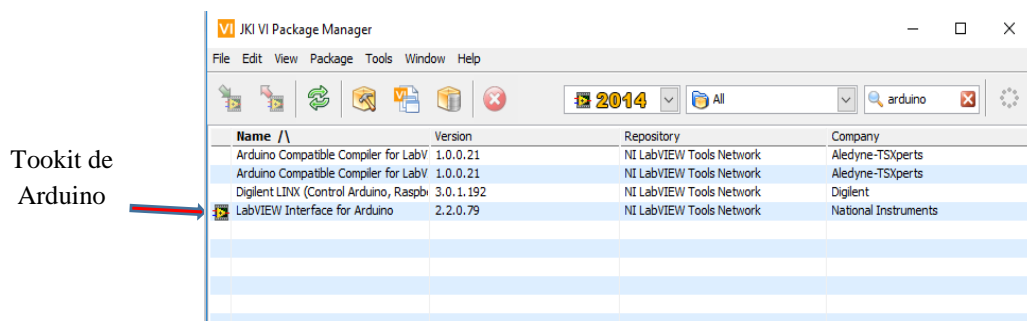 VI JKI VI Package Manager
File Edit View Package Tools Window Help
2014 All arduino
Name /\ Version Repository Company
Arduino Compatible Compiler for LabV 1.0.0.21 NI LabVIEW Tools Network Aledyne-TSXperts
Arduino Compatible Compiler for LabV 1.0.0.21 NI LabVIEW Tools Network Aledyne-TSXperts
Digilent LINX (Control Arduino, Raspb 3.0.1.192 NI LabVIEW Tools Network Digilent
LabVIEW Interface for Arduino 2.2.0.79 NI LabVIEW Tools Network National Instruments
Tookit de
Arduino